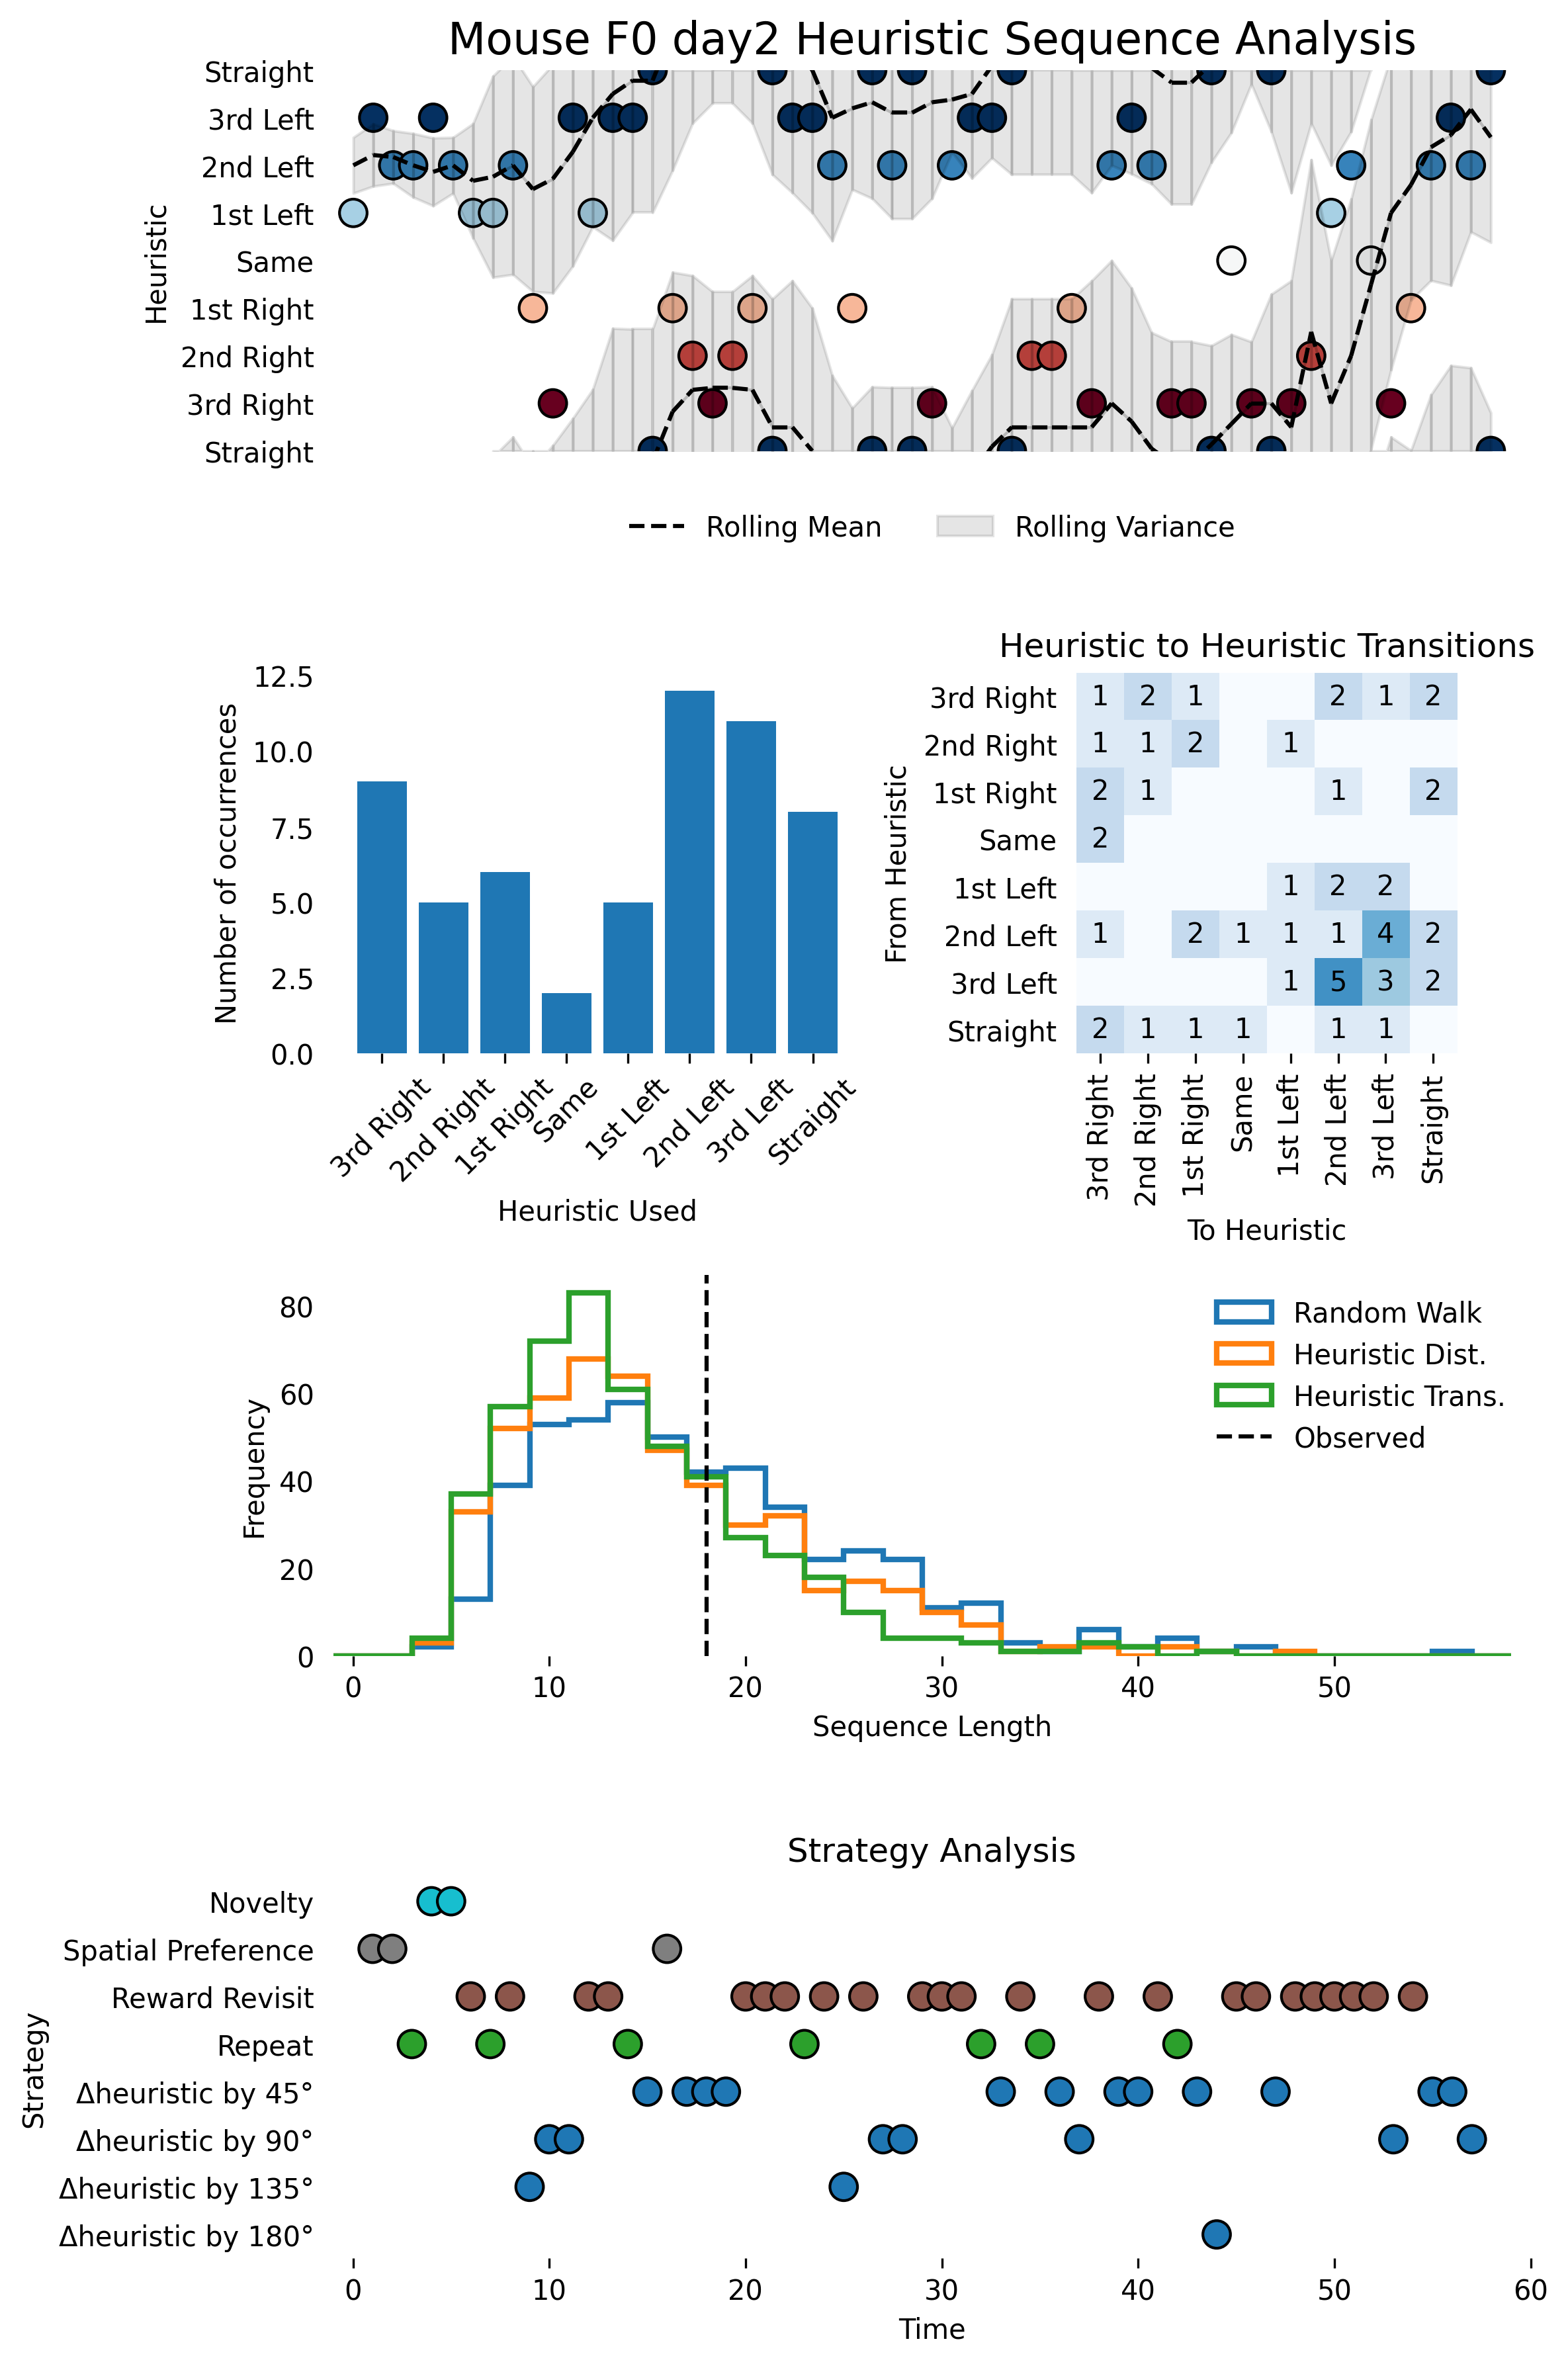 Mouse F0 day2 Heuristic Sequence Analysis
Straight
3rd Left
2nd Left
1st Left
Same
1st Right
2nd Right
3rd Right
Straight
Heuristic
Rolling Mean
Rolling Variance
12.5
10.0
7.5
5.0
2.5
0.0
Number of occurrences
3rd Right
2nd Right
1st Right
Same
1st Left
2nd Left
3rd Left
Straight
Heuristic Used
Heuristic to Heuristic Transitions
From Heuristic
3rd Right 1 2 1 2 1 2
2nd Right 1 1 2 1
1st Right 2 1 1 2
Same 2
1st Left 1 2 2
2nd Left 1 2 1 1 1 4 2
3rd Left 1 5 3 2
Straight 2 1 1 1 1 1
3rd Right
2nd Right
1st Right
Same
1st Left
2nd Left
3rd Left
Straight
To Heuristic
80
60
40
20
0
Frequency
Random Walk
Heuristic Dist.
Heuristic Trans.
Observed
0 10 20 30 40 50
Sequence Length
Strategy Analysis
Novelty
Spatial Preference
Reward Revisit
Repeat
Δheuristic by 45°
Δheuristic by 90°
Δheuristic by 135°
Δheuristic by 180°
Strategy
0 10 20 30 40 50 60
Time